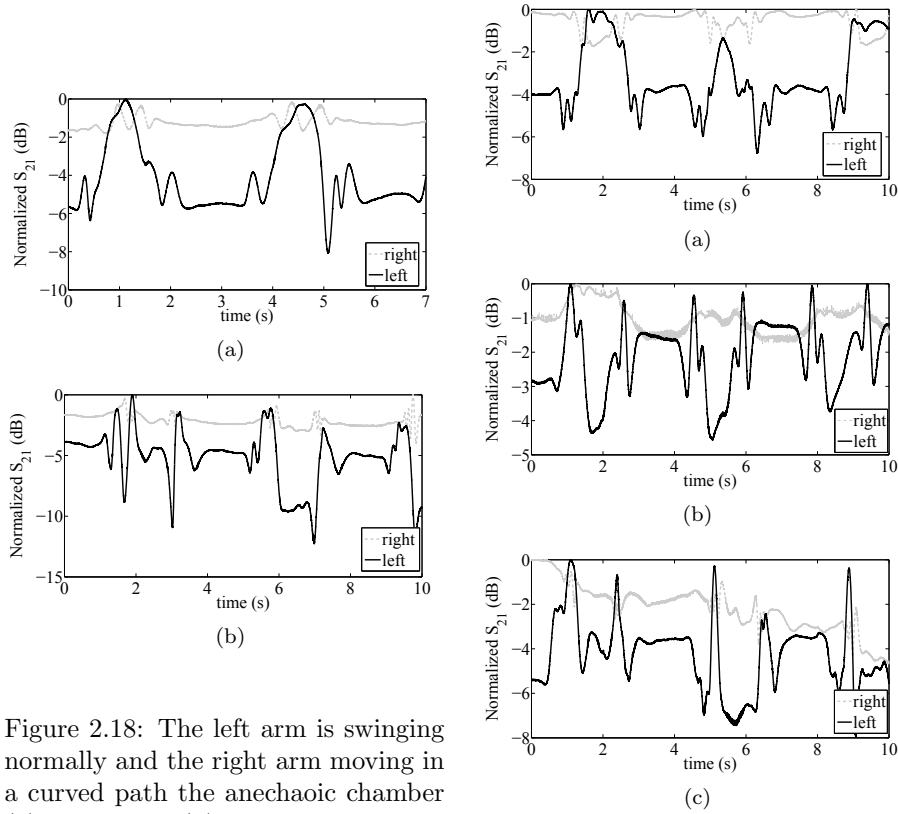 0
−2
−4
−6
−8
−10
0 1 2 3 4 5 6 7
Normalized S21 (dB)
time (s)
right
left
(a)
0
−5
−10
−15
0 2 4 6 8 10
Normalized S21 (dB)
time (s)
right
left
(b)
Figure 2.18: The left arm is swinging
normally and the right arm moving in
a curved path the anechaoic chamber
0
−2
−4
−6
−8
0 2 4 6 8 10
Normalized S21 (dB)
time (s)
right
left
(a)
0
−1
−2
−3
−4
−5
0 2 4 6 8 10
Normalized S21 (dB)
time (s)
right
left
(b)
−2
−4
−6
−8
0 2 4 6 8 10
Normalized S21 (dB)
time (s)
right
left
(c)